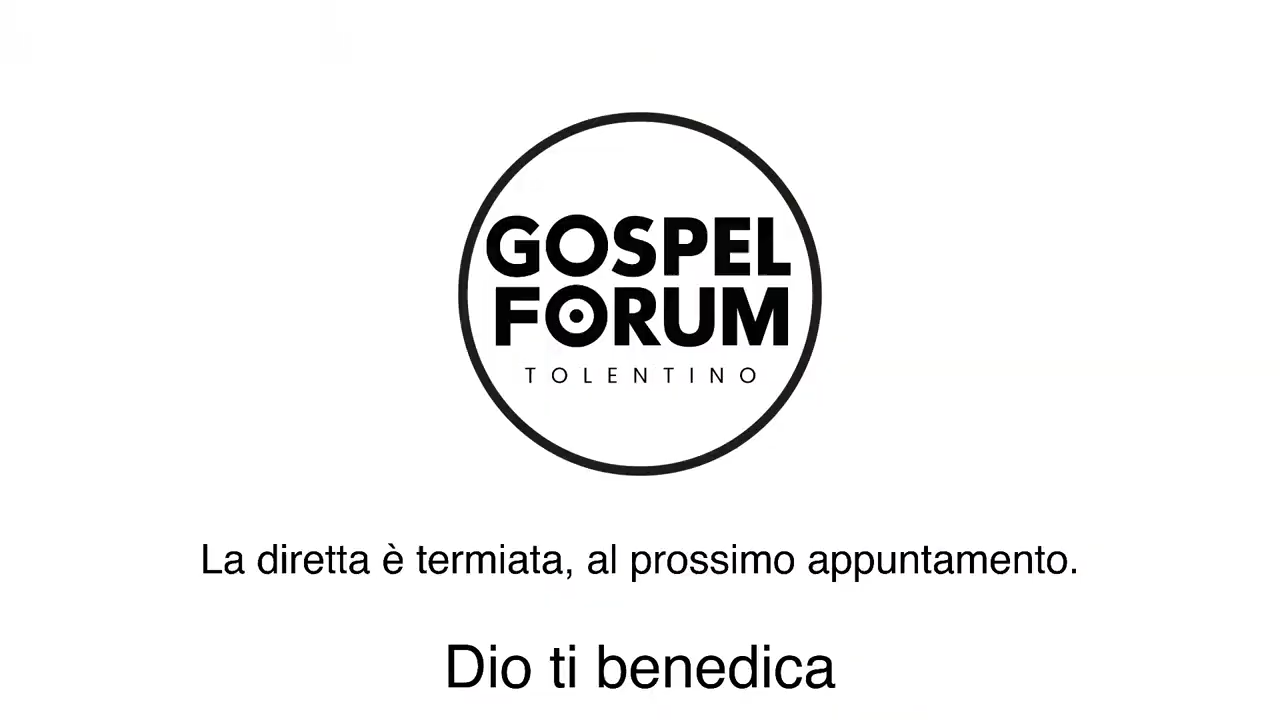 GOSPEL
FORUM
TOLENTINO
La diretta è termiata, al prossimo appuntamento.
Dio ti benedica